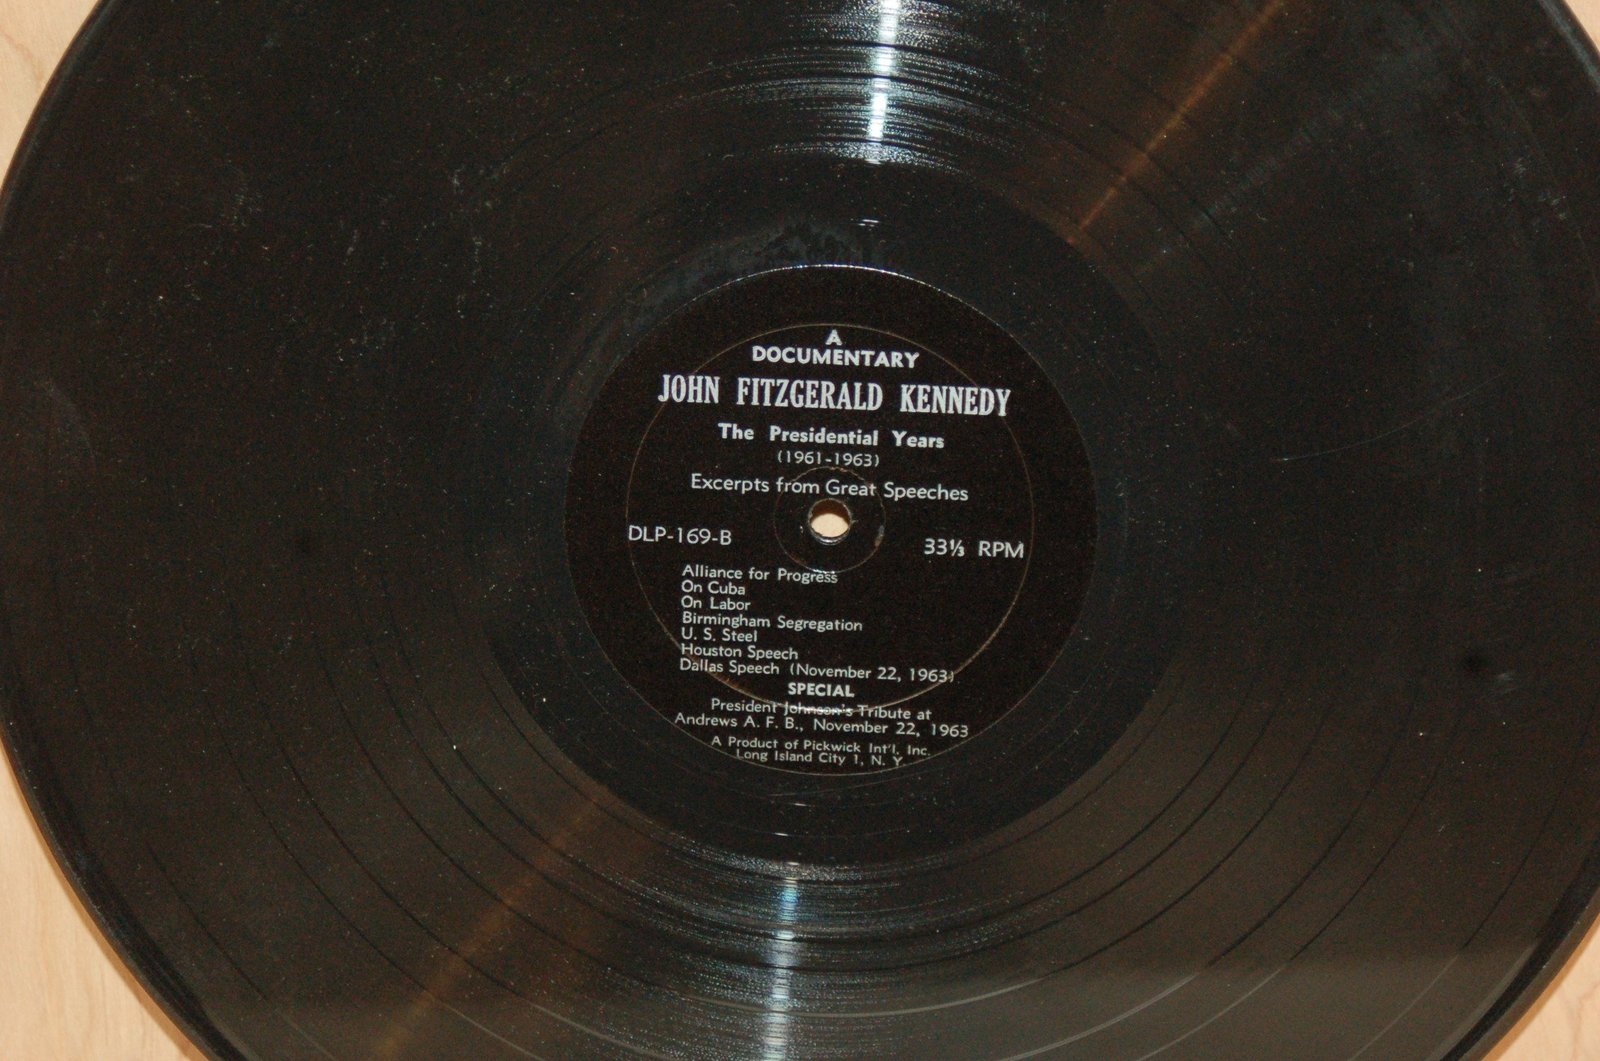 A
DOCUMENTARY
JOHN FITZGERALD KENNEDY
The Presidential Years
(1961-1963)
Excerpts from Great Speeches
DLP-169-B 33⅓ RPM
Alliance for Progress
On Cuba
On Labor
Birmingham Segregation
U. S. Steel
Houston Speech
Dallas Speech (November 22, 1963)
SPECIAL
President Johnson's Tribute at
Andrews A. F. B., November 22, 1963
A Product of Pickwick Int'l, Inc.
Long Island City 1, N. Y.